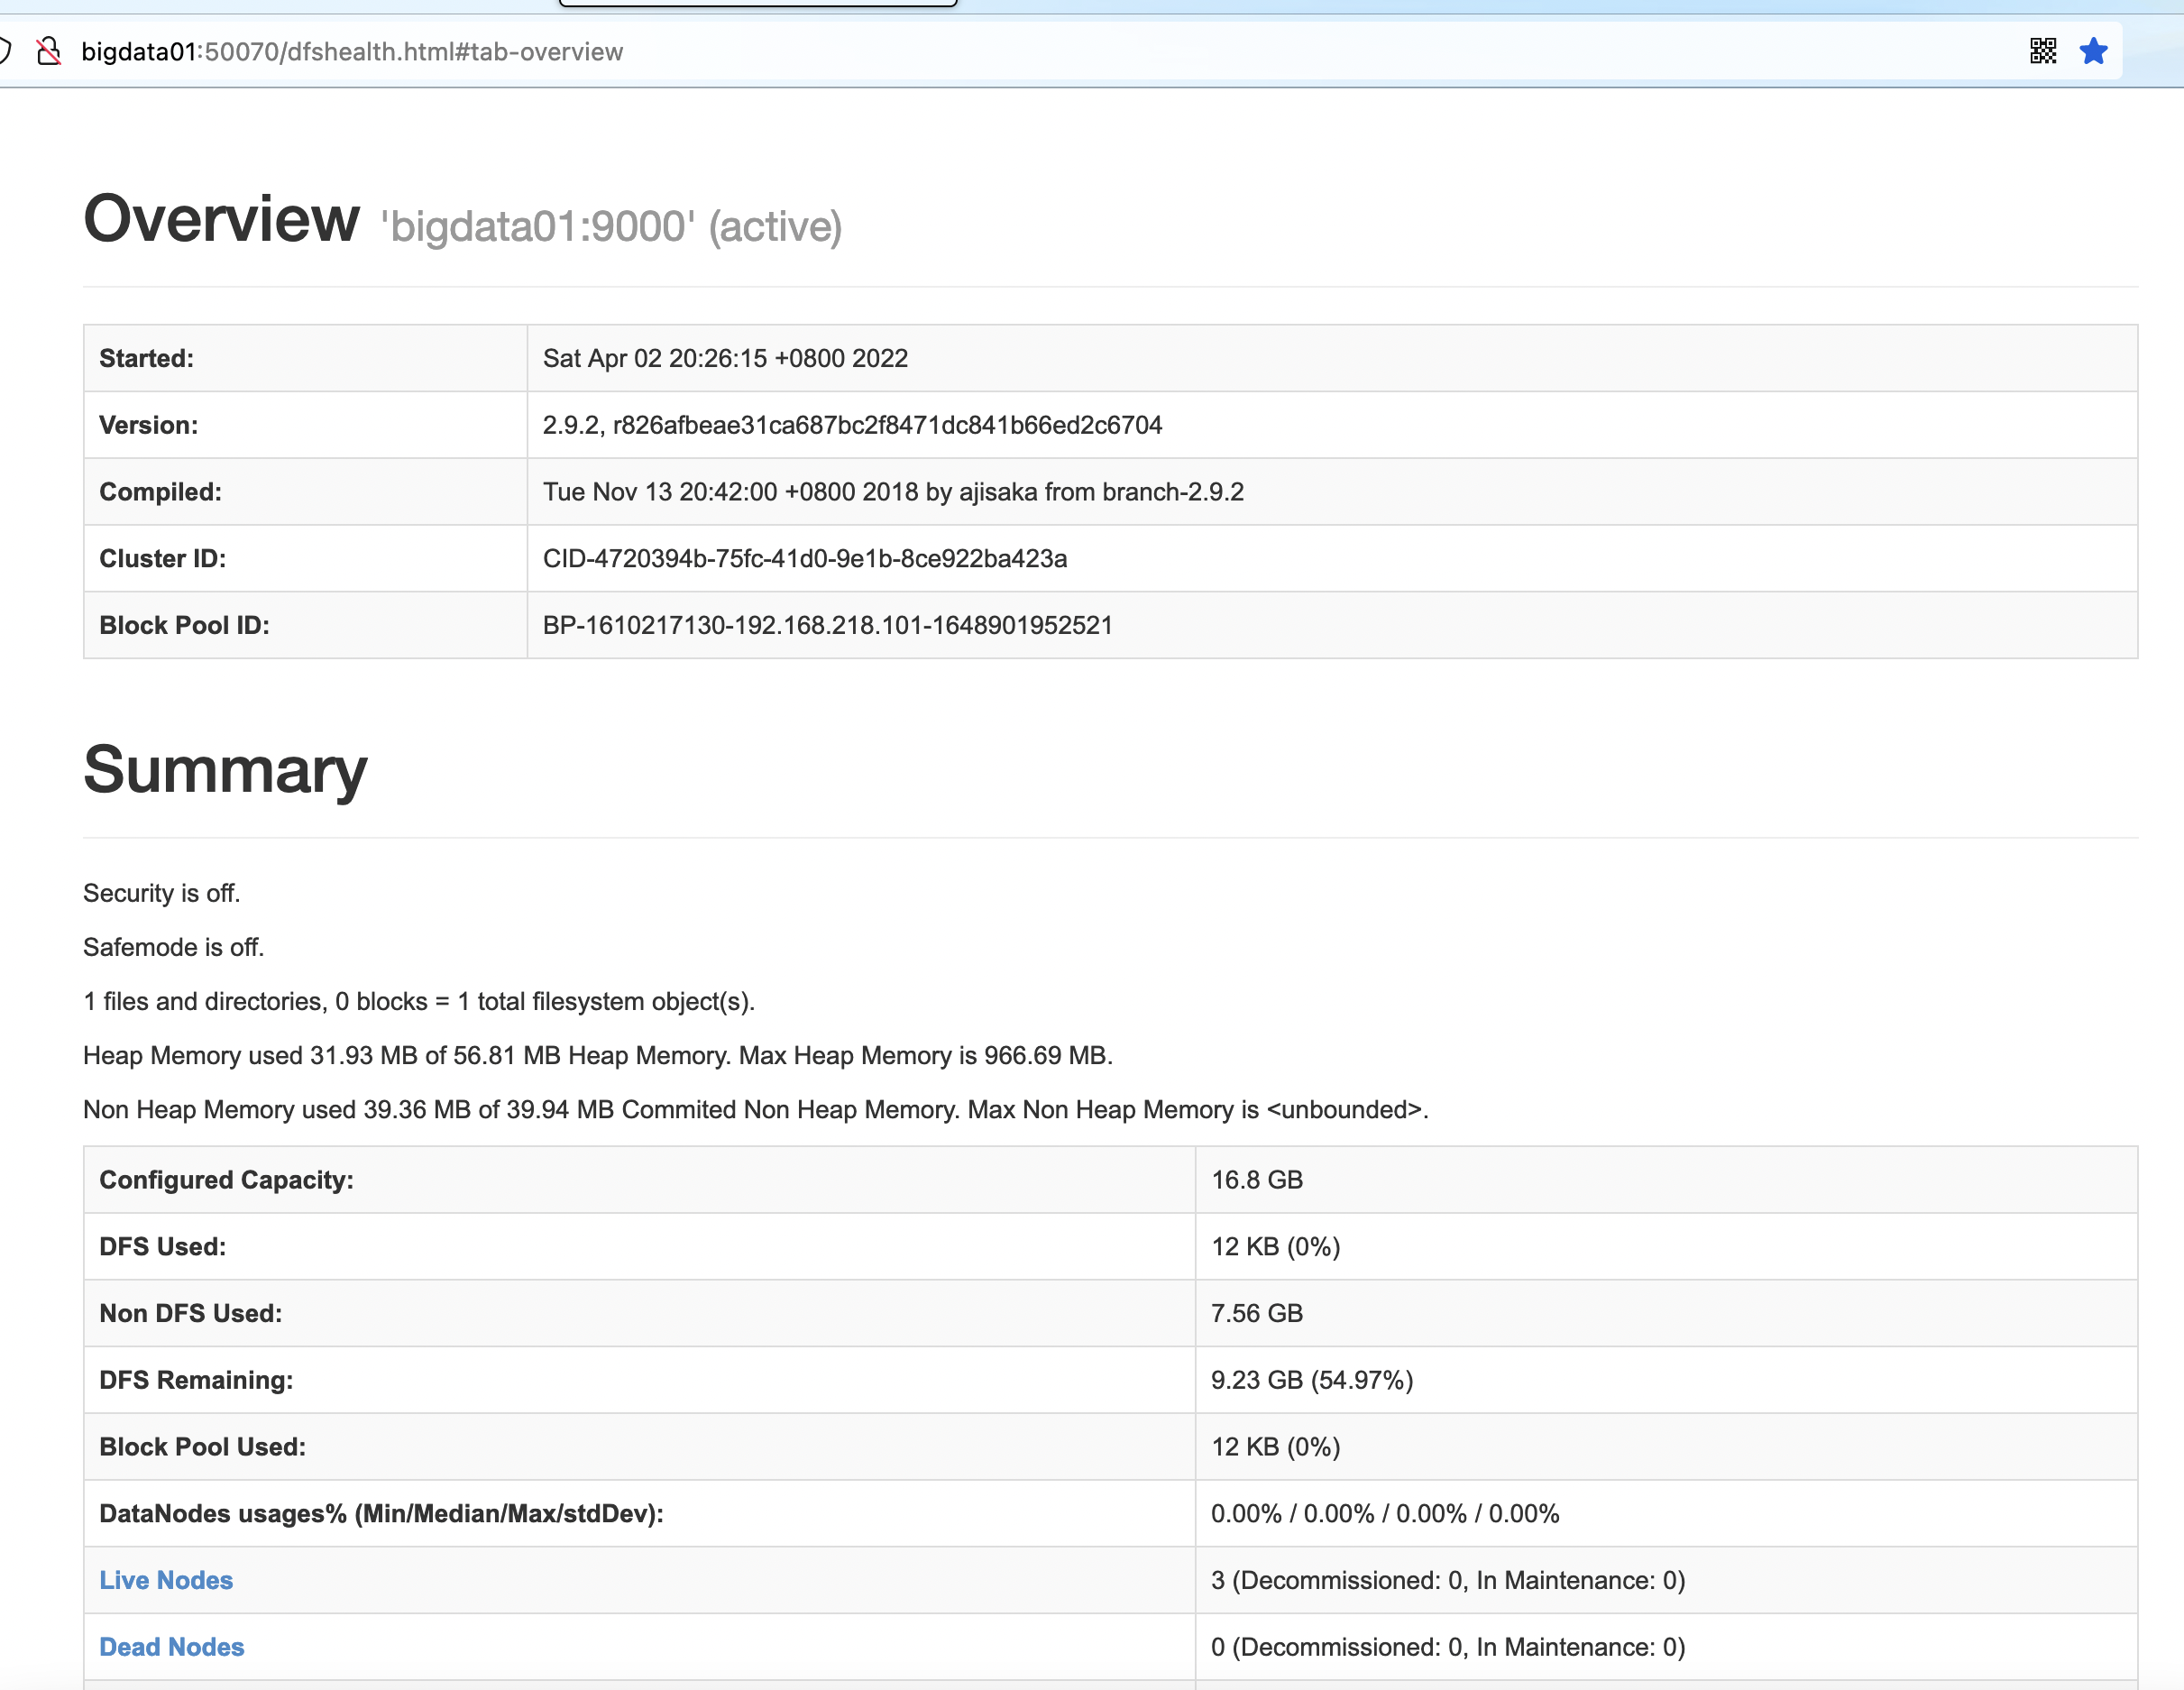 bigdata01:50070/dfshealth.html#tab-overview
Overview 'bigdata01:9000' (active)
Started: Sat Apr 02 20:26:15 +0800 2022
Version: 2.9.2, r826afbeae31ca687bc2f8471dc841b66ed2c6704
Compiled: Tue Nov 13 20:42:00 +0800 2018 by ajisaka from branch-2.9.2
Cluster ID: CID-4720394b-75fc-41d0-9e1b-8ce922ba423a
Block Pool ID: BP-1610217130-192.168.218.101-1648901952521
Summary
Security is off.
Safemode is off.
1 files and directories, 0 blocks = 1 total filesystem object(s).
Heap Memory used 31.93 MB of 56.81 MB Heap Memory. Max Heap Memory is 966.69 MB.
Non Heap Memory used 39.36 MB of 39.94 MB Commited Non Heap Memory. Max Non Heap Memory is <unbounded>.
Configured Capacity: 16.8 GB
DFS Used: 12 KB (0%)
Non DFS Used: 7.56 GB
DFS Remaining: 9.23 GB (54.97%)
Block Pool Used: 12 KB (0%)
DataNodes usages% (Min/Median/Max/stdDev): 0.00% / 0.00% / 0.00% / 0.00%
Live Nodes 3 (Decommissioned: 0, In Maintenance: 0)
Dead Nodes 0 (Decommissioned: 0, In Maintenance: 0)